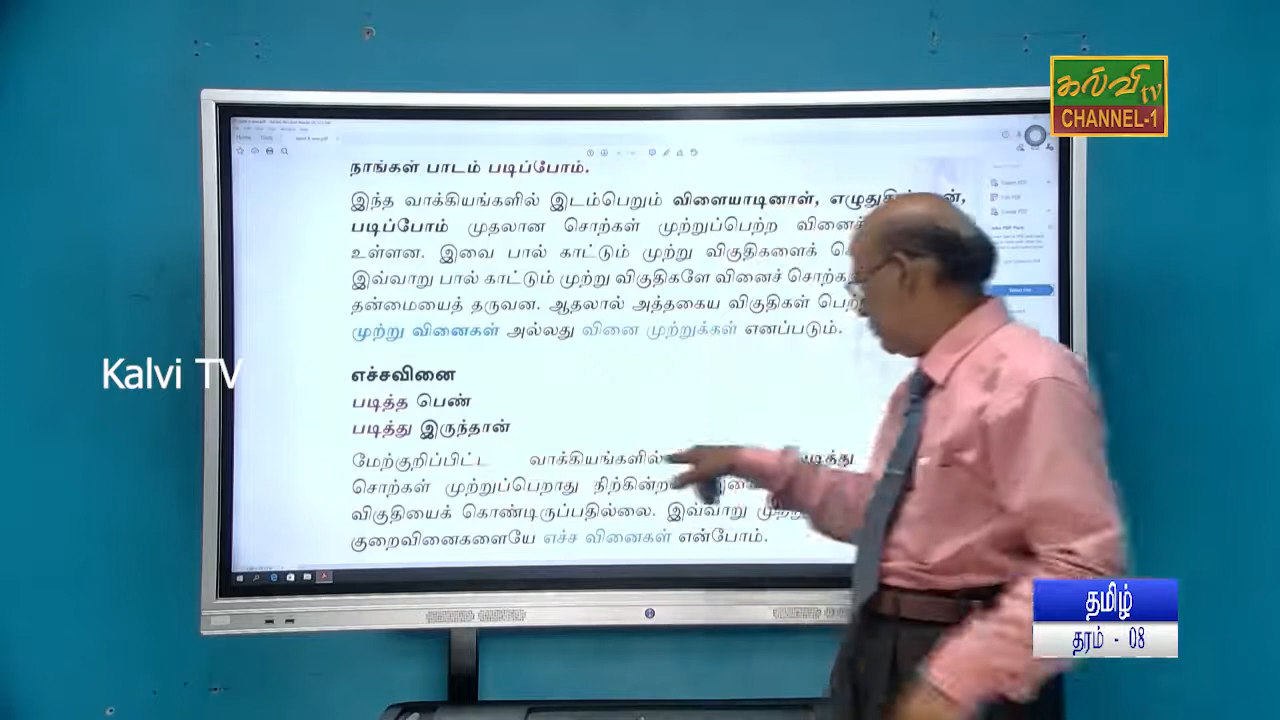 கல்வி tv
CHANNEL-1
நாங்கள் பாடம் படிப்போம்.
இந்த வாக்கியங்களில் இடம்பெறும் விளையாடினாள்,
படிப்போம் முதலான சொற்கள் முற்றுப்பெற்ற
உள்ளன. இவை பால் காட்டும் முற்று விகுதிகளைக்
இவ்வாறு பால் காட்டும் முற்று விகுதிகளே வினைச்
தன்மையைத் தருவன. ஆதலால் அத்தகைய விகுதிகள்
முற்று வினைகள் அல்லது வினை முற்றுக்கள் எனப்படும்.
Kalvi TV
எச்சவினை
படித்த பெண்
படித்து இருந்தான்
மேற்குறிப்பிட்ட வாக்கியங்களில்
சொற்கள் முற்றுப்பெறாது
விகுதியைக் கொண்டிருப்பதில்லை. இவ்வாறு
குறைவினைகளையே எச்ச வினைகள் என்போம்.
தமிழ்
தரம் - 08